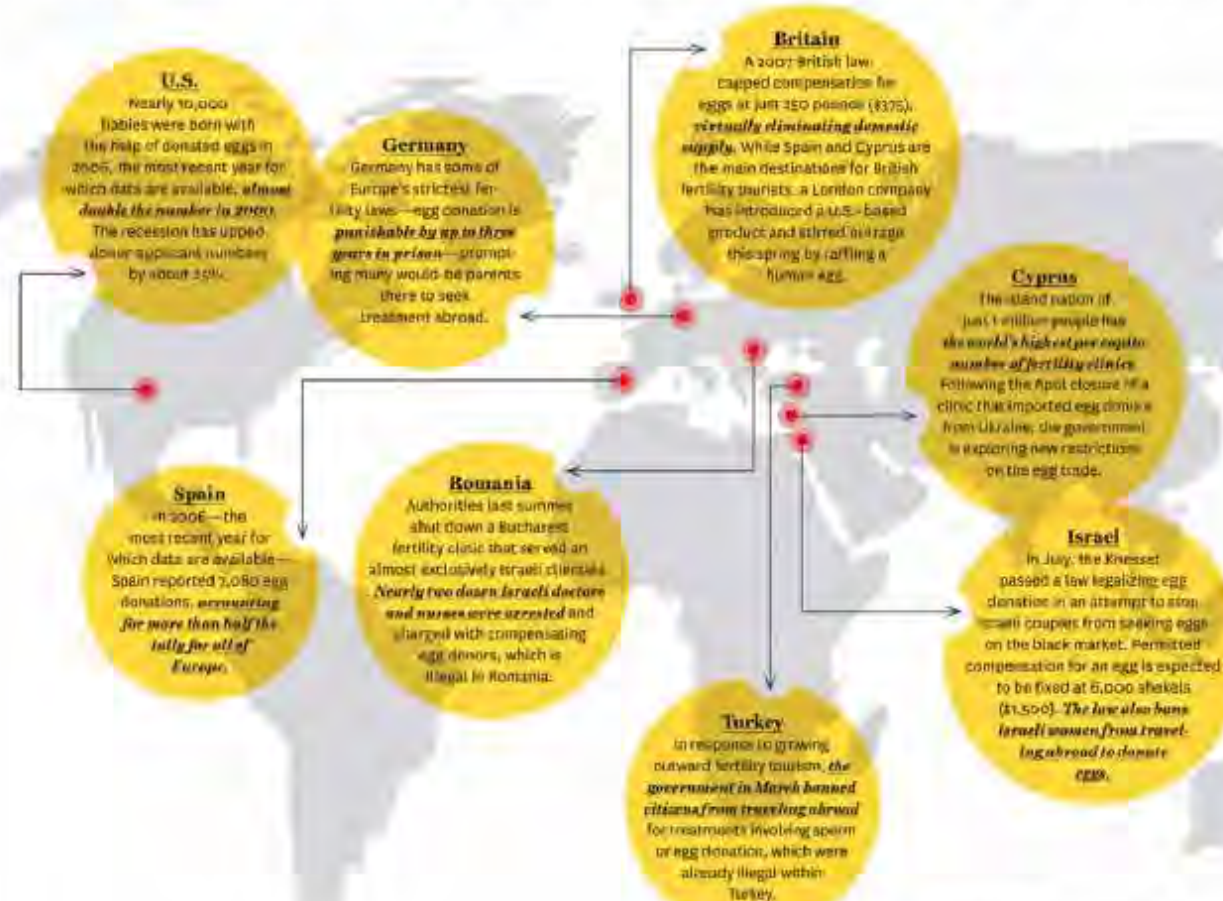 U.S.
Nearly 10,000
babies were born with
the help of donated eggs in
2006, the most recent year for
which data are available, almost
double the number in 2000.
The recession has upped
donor applicant numbers
by about
Germany
Germany has some of
Europe's strictest fer-
tility laws—egg donation is
punishable by up to three
years in prison—prompt-
ing many would-be parents
there to seek
treatment abroad.
Britain
A 2007 British law
capped compensation for
eggs at just 250 pounds ($375),
virtually eliminating domestic
supply. While Spain and Cyprus are
the main destinations for British
fertility tourists, a London company
has introduced a U.S.-based
product and stirred outrage
this spring by raffling a
human egg.
Cyprus
The island nation of
just 1 million people has
the world's highest per capita
number of fertility clinics.
Following the April closure of a
clinic that imported egg donors
from Ukraine, the government
is exploring new restrictions
on the egg trade.
Spain
In 2006—the
most recent year for
which data are available—
Spain reported egg
donations, accounting
for more than half the
tally for all of
Europe.
Romania
Authorities last summer
shut down a Bucharest
fertility clinic that served an
almost exclusively Israeli clientele.
Nearly two dozen Israeli doctors
and nurses were arrested and
charged with compensating
egg donors, which is
illegal in Romania.
Israel
In July, the Knesset
passed a law legalizing egg
donation in an attempt to stop
Israeli couples from seeking eggs
on the black market. Permitted
compensation for an egg is expected
to be fixed at 6,000 shekels
($1,500). The law also bans
Israeli women from travel-
ing abroad to donate
eggs.
Turkey
In response to growing
outward fertility tourism, the
government in March banned
citizens from traveling abroad
for treatments involving sperm
or egg donation, which were
already illegal within
Turkey.